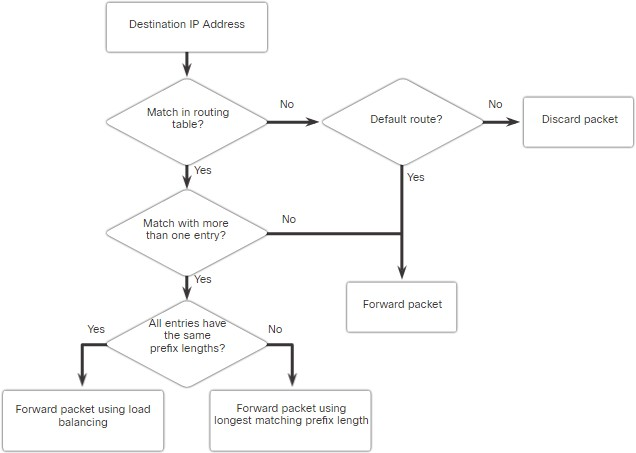 Destination IP Address
Match in routing
table?
No
Default route?
No
Discard packet
Yes
Yes
Match with more
than one entry?
No
Yes
Forward packet
All entries have
the same
prefix lengths?
Yes
No
Forward packet using load
balancing
Forward packet using
longest matching prefix length